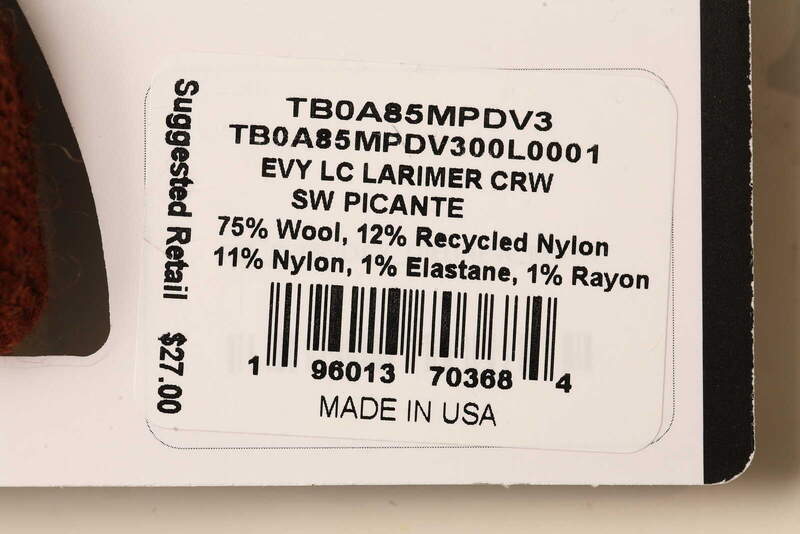 TB0A85MPDV3
TB0A85MPDV300L0001
EVY LC LARIMER CRW
SW PICANTE
75% Wool, 12% Recycled Nylon
11% Nylon, 1% Elastane, 1% Rayon
1 96013 70368 4
MADE IN USA
Suggested Retail $27.00